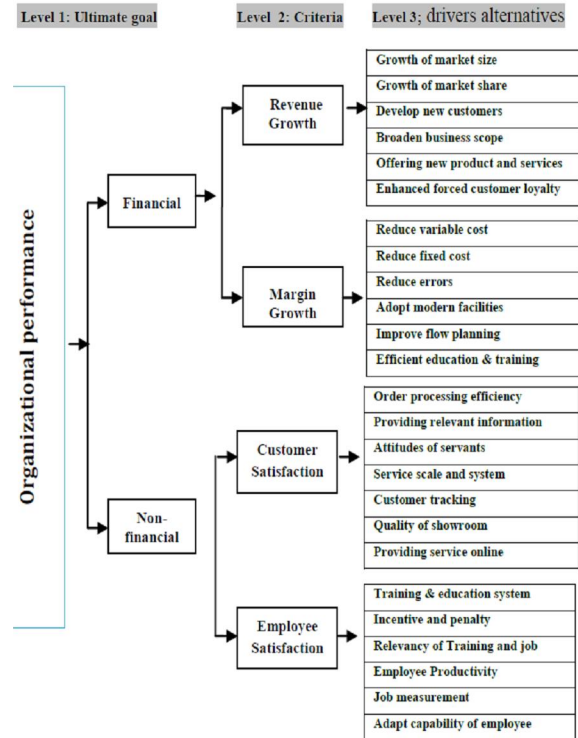 Level 1: Ultimate goal
Level 2: Criteria
Level 3; drivers alternatives
Organizational performance
Financial
Non-
financial
Revenue
Growth
Margin
Growth
Customer
Satisfaction
Employee
Satisfaction
Growth of market size
Growth of market share
Develop new customers
Broaden business scope
Offering new product and services
Enhanced forced customer loyalty
Reduce variable cost
Reduce fixed cost
Reduce errors
Adopt modern facilities
Improve flow planning
Efficient education & training
Order processing efficiency
Providing relevant information
Attitudes of servants
Service scale and system
Customer tracking
Quality of showroom
Providing service online
Training & education system
Incentive and penalty
Relevancy of Training and job
Employee Productivity
Job measurement
Adapt capability of employee